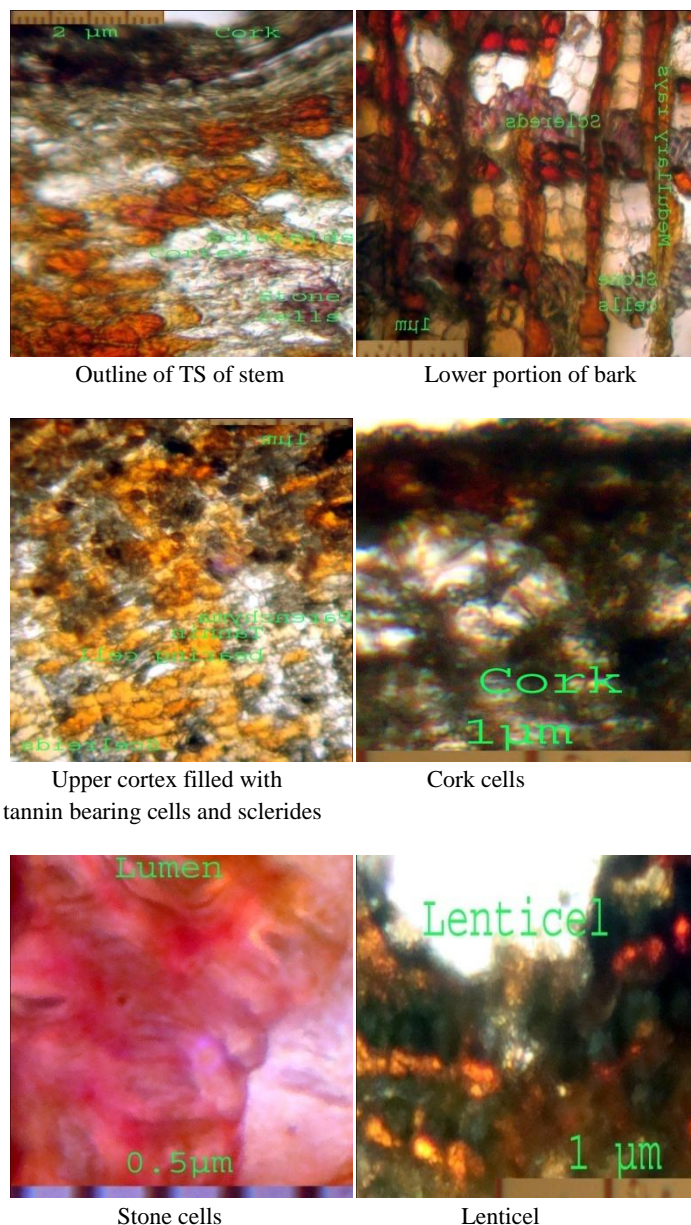 2 µm
Cork
sclereids
cortex
stone
cells
Sclereds
Medullary rays
stone
cells
1µm
Outline of TS of stem
Lower portion of bark
1µm
Parenchyma
Tannin
bearing cell
Sclerieds
Cork
1µm
Upper cortex filled with
tannin bearing cells and sclerides
Cork cells
Lumen
0.5µm
Lenticel
1 µm
Stone cells
Lenticel